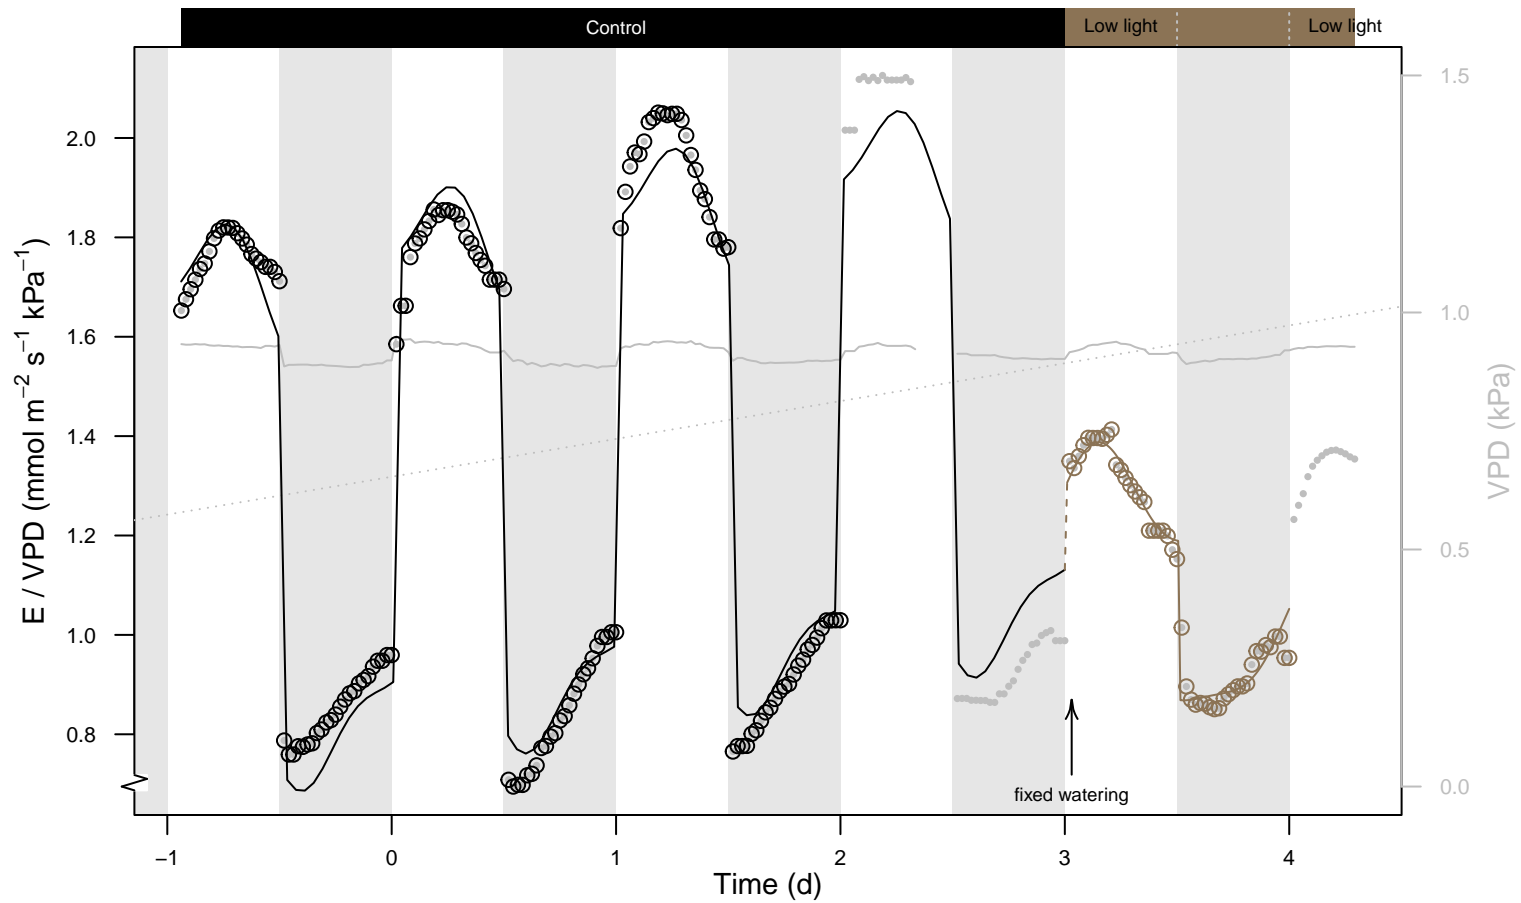 Control
Low light
Low light
2.0
1.8
1.6
1.4
1.2
1.0
0.8
E / VPD (mmol m−2 s−1 kPa−1)
1.5
1.0
0.5
0.0
VPD (kPa)
fixed watering
−1
0
1
2
3
4
Time (d)